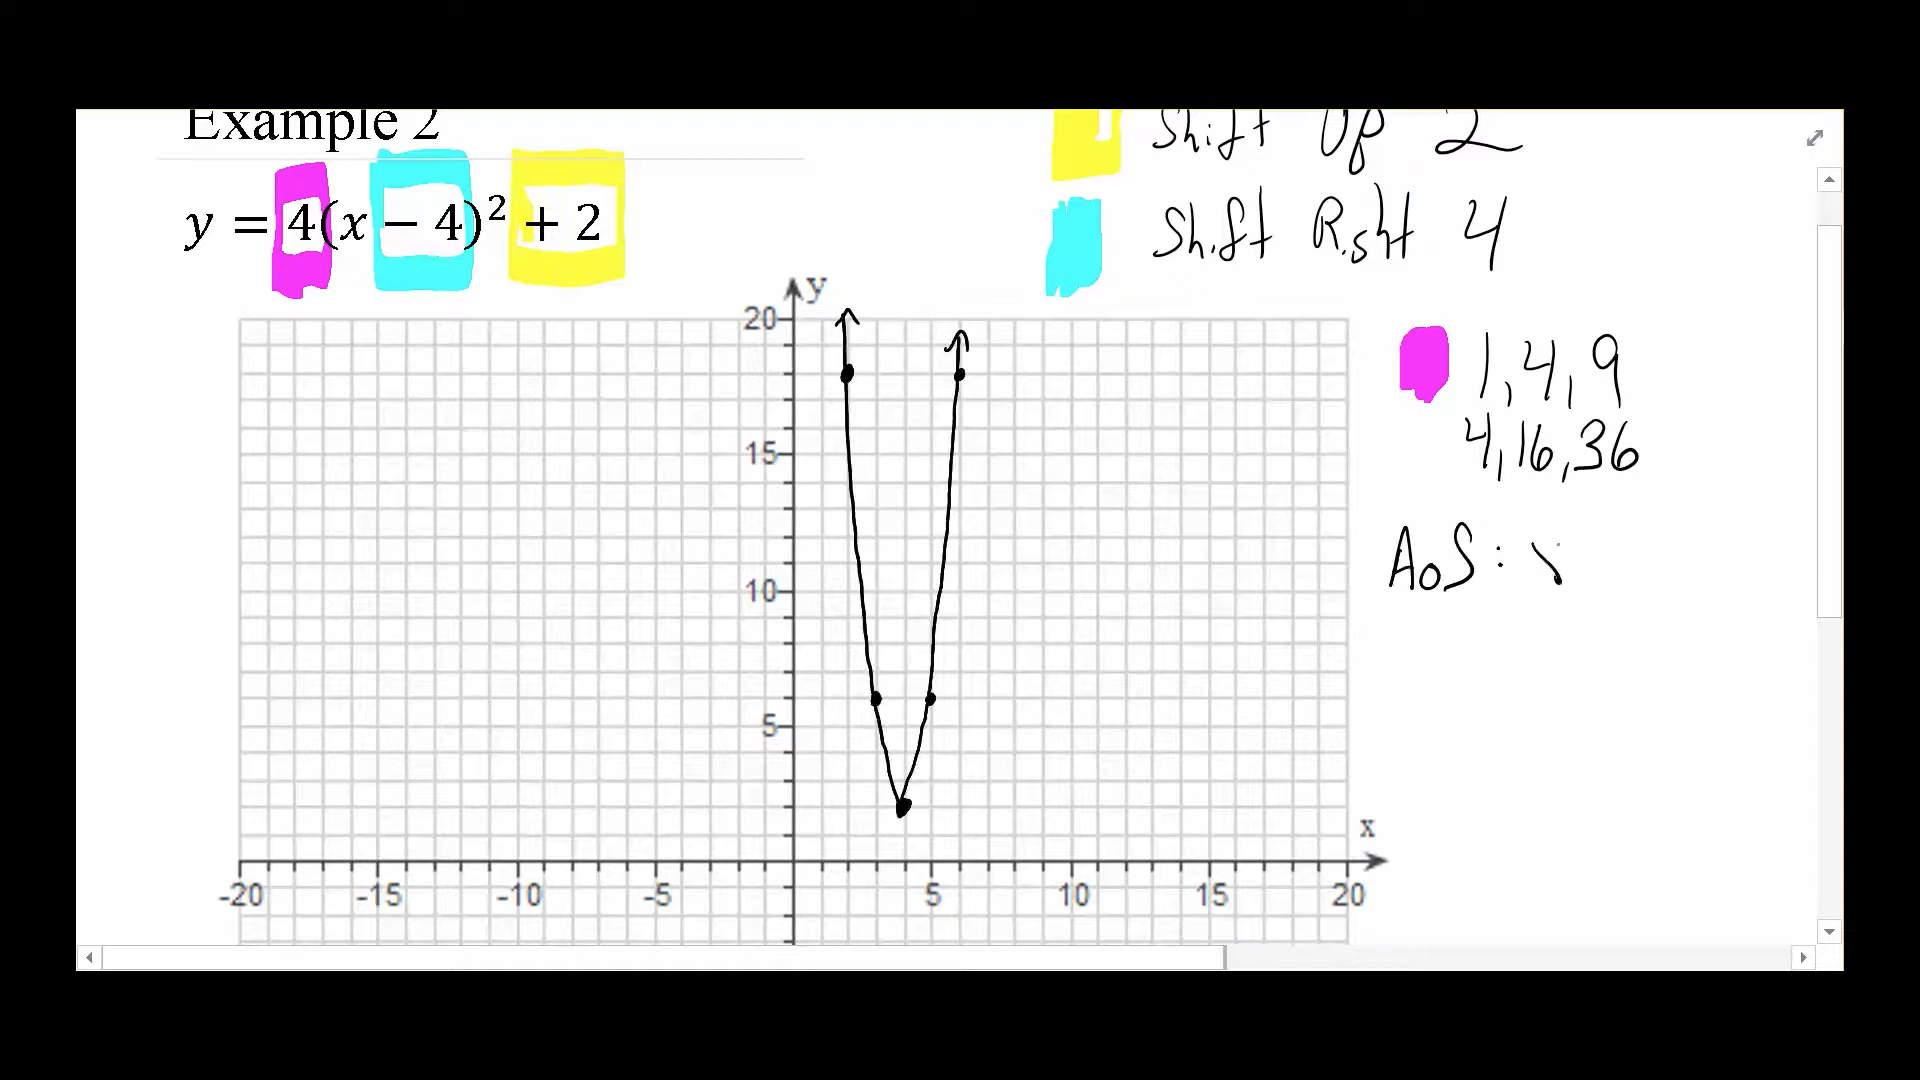 Example 2
Shift Up 2
y = 4(x − 4)² + 2
Shift Right 4
y
20
15
10
5
1, 4, 9
4, 16, 36
AoS :
x
-20 -15 -10 -5 5 10 15 20